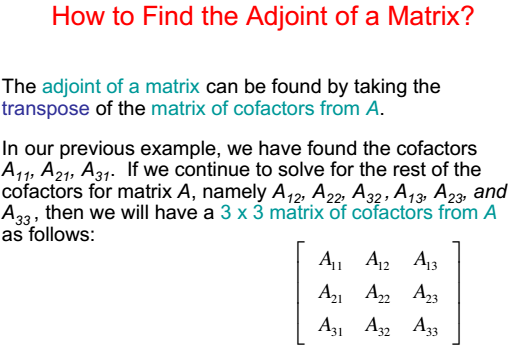 How to Find the Adjoint of a Matrix?
The adjoint of a matrix can be found by taking the
transpose of the matrix of cofactors from A.
In our previous example, we have found the cofactors
A₁₁, A₂₁, A₃₁. If we continue to solve for the rest of the
cofactors for matrix A, namely A₁₂, A₂₂, A₃₂, A₁₃, A₂₃, and
A₃₃, then we will have a 3 x 3 matrix of cofactors from A
as follows:
A₁₁ A₁₂ A₁₃
A₂₁ A₂₂ A₂₃
A₃₁ A₃₂ A₃₃